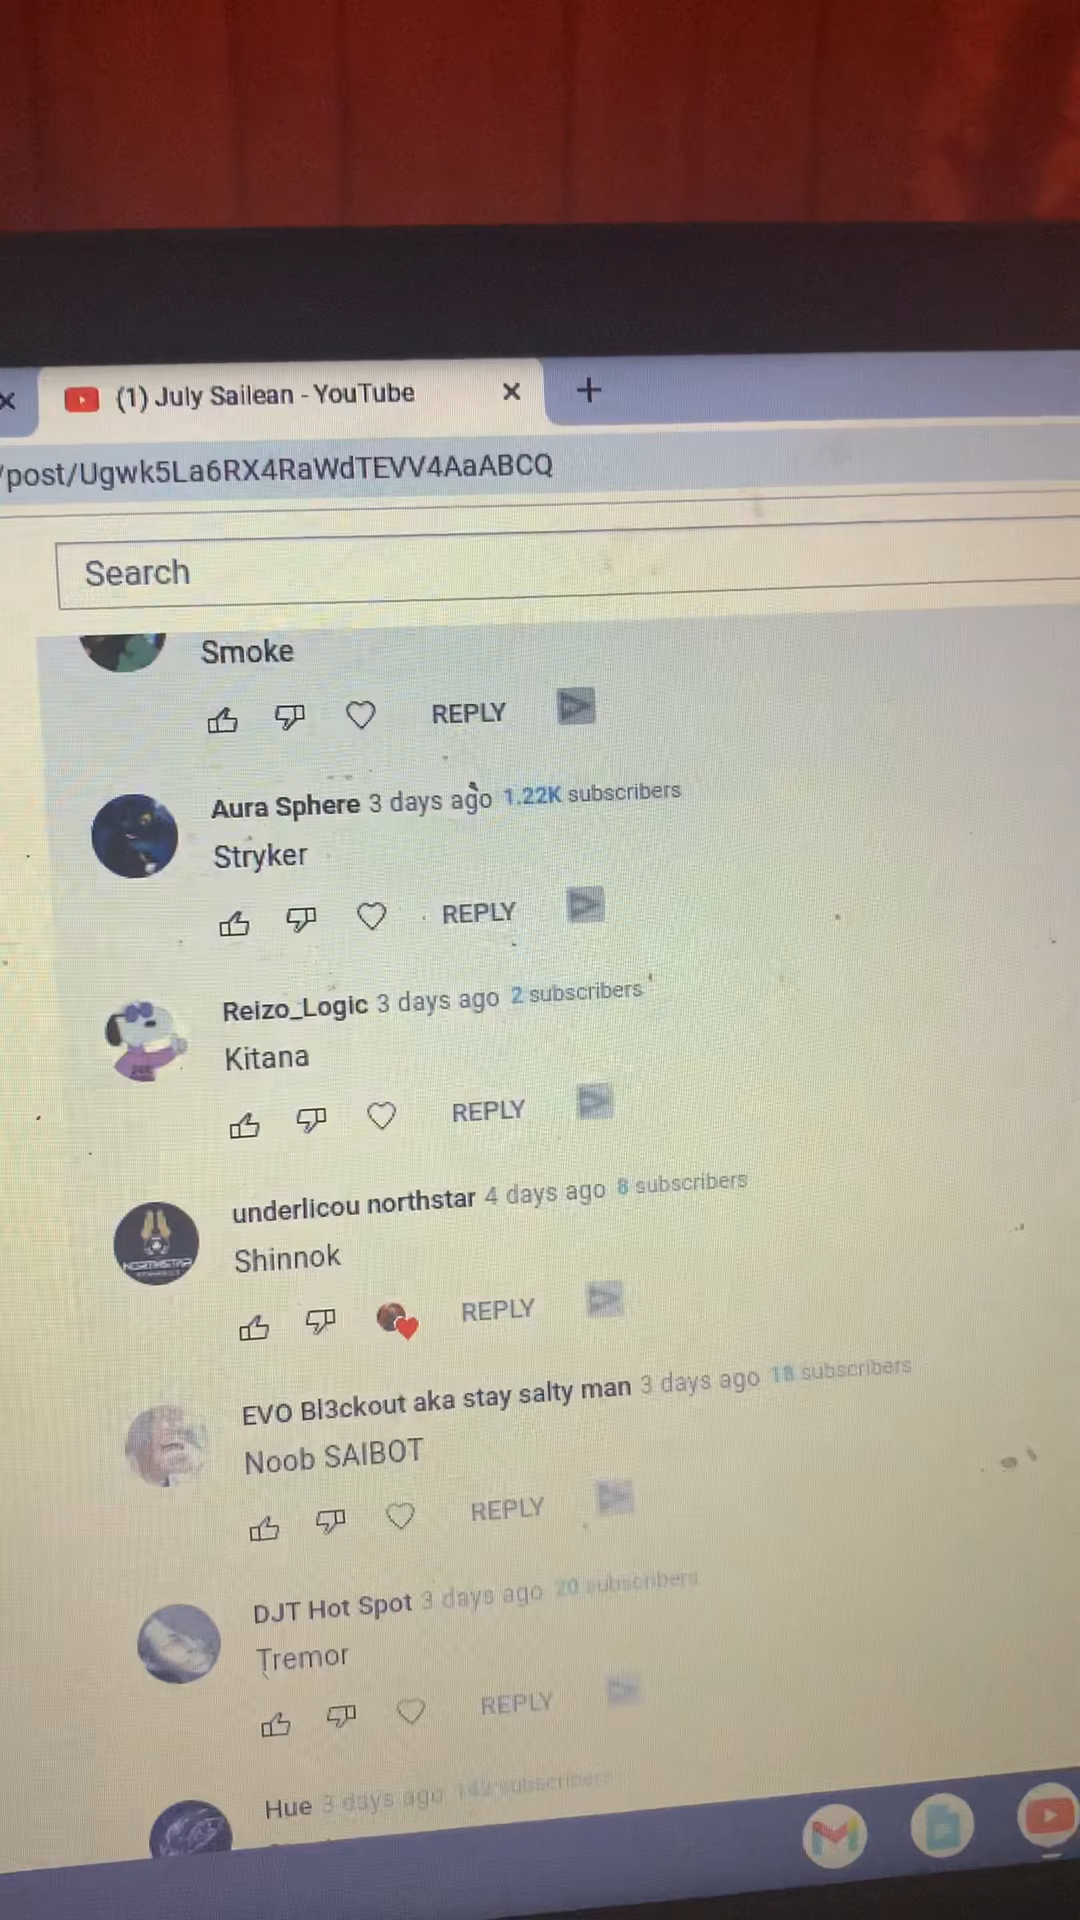 (1) July Sailean - YouTube
/post/Ugwk5La6RX4RaWdTEVV4AaABCQ
Search
Smoke
REPLY
Aura Sphere 3 days ago 1.22K subscribers
Stryker
REPLY
Reizo_Logic 3 days ago 2 subscribers
Kitana
REPLY
underlicou northstar 4 days ago 8 subscribers
NORTHSTAR
Shinnok
REPLY
EVO Bl3ckout aka stay salty man 3 days ago 18 subscribers
Noob SAIBOT
REPLY
DJT Hot Spot 3 days ago 20 subscribers
Tremor
REPLY
Hue 3 days ago 142 subscribers